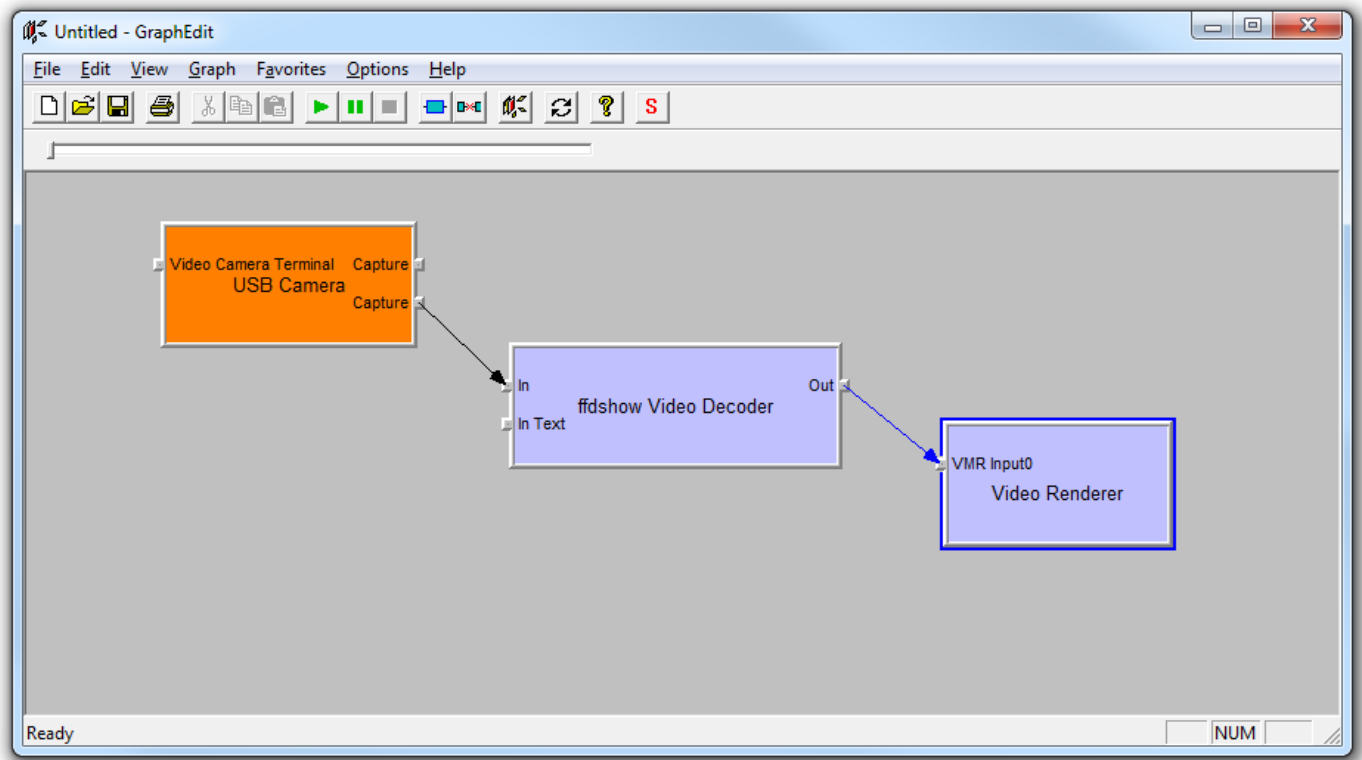 Untitled - GraphEdit
File Edit View Graph Favorites Options Help
S
Video Camera Terminal Capture
USB Camera
Capture
In Out
ffdshow Video Decoder
In Text
VMR Input0
Video Renderer
Ready NUM